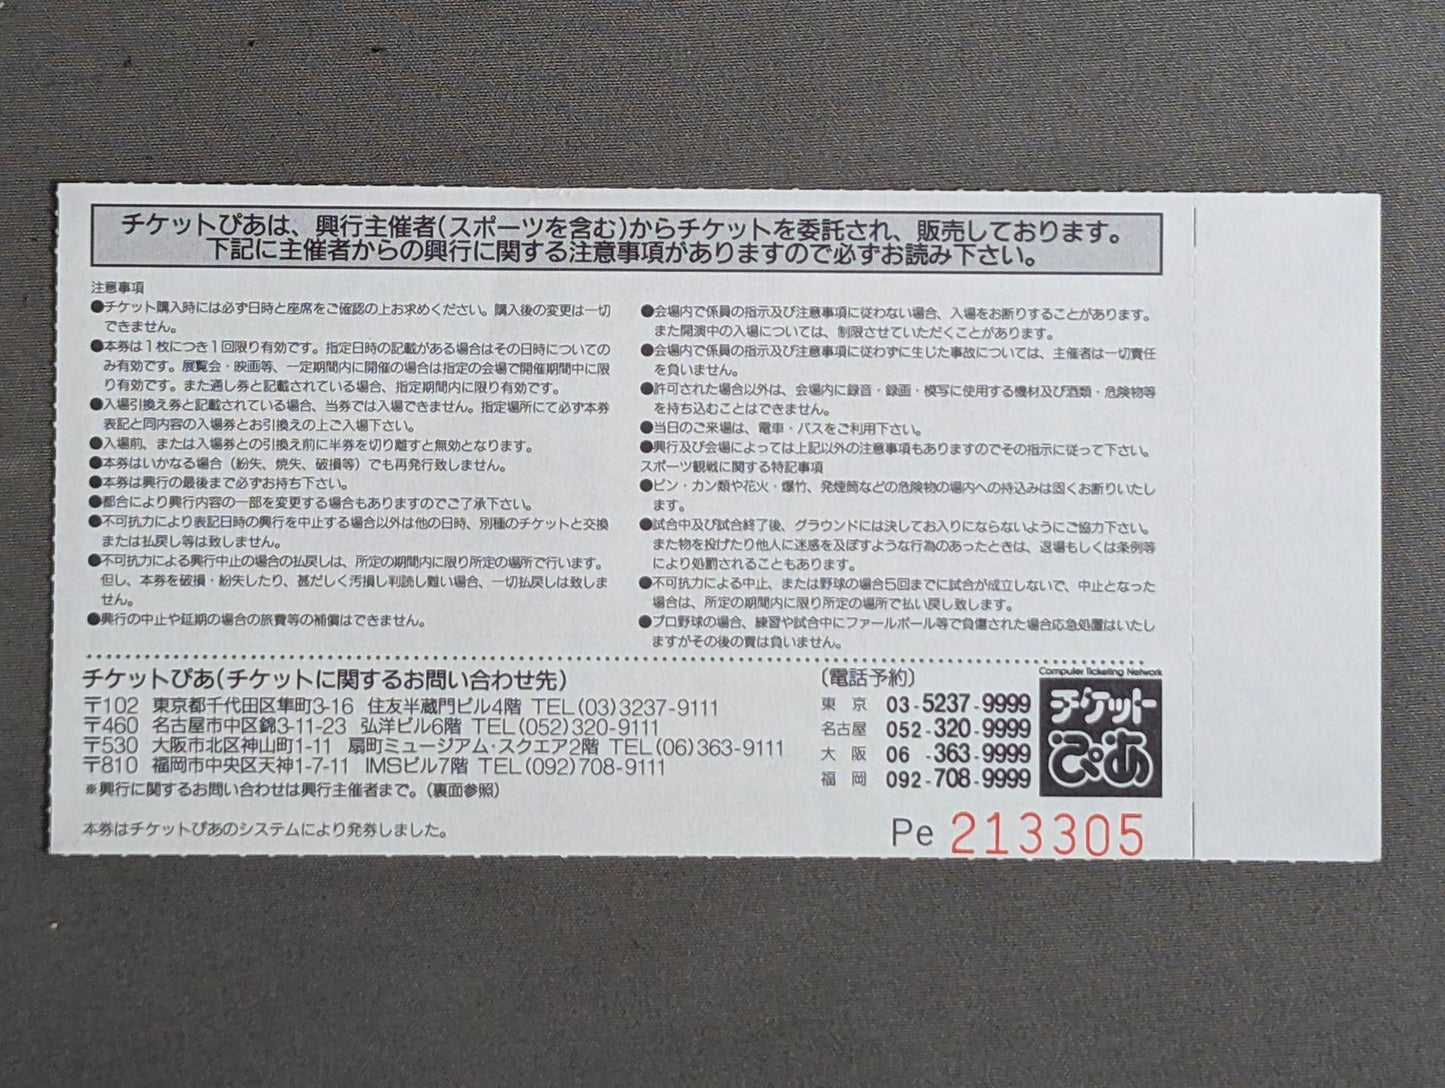 チケットぴあは、興行主催者(スポーツを含む)からチケットを委託され、販売しております。
下記に主催者からの興行に関する注意事項がありますので必ずお読み下さい。
注意事項
●チケット購入時には必ず日時と座席をご確認の上お求めください。購入後の変更は一切
できません。
●本券は1枚につき1回限り有効です。指定日時の記載がある場合はその日時についての
み有効です。展覧会・映画等、一定期間内に開催の場合は指定の会場で開催期間中に限
り有効です。また通し券と記載されている場合、指定期間内に限り有効です。
●入場引換え券と記載されている場合、当券では入場できません。指定場所にて必ず本券
表記と同内容の入場券とお引換えの上ご入場下さい。
●入場前、または入場券との引換え前に半券を切り離すと無効となります。
●本券はいかなる場合(紛失、焼失、破損等)でも再発行致しません。
●本券は興行の最後まで必ずお持ち下さい。
●都合により興行内容の一部を変更する場合もありますのでご了承下さい。
●不可抗力により表記日時の興行を中止する場合以外は他の日時、別種のチケットと交換
または払戻し等は致しません。
●不可抗力による興行中止の場合の払戻しは、所定の期間内に限り所定の場所で行います。
但し、本券を破損・紛失したり、甚だしく汚損し判読し難い場合、一切払戻しは致しま
せん。
●興行の中止や延期の場合の旅費等の補償はできません。
●会場内で係員の指示及び注意事項に従わない場合、入場をお断りすることがあります。
また開演中の入場については、制限させていただくことがあります。
●会場内で係員の指示及び注意事項に従わずに生じた事故については、主催者は一切責任
を負いません。
●許可された場合以外は、会場内に録音・録画・模写に使用する機材及び酒類・危険物等
を持ち込むことはできません。
●当日のご来場は、電車・バスをご利用下さい。
●興行及び会場によっては上記以外の注意事項もありますのでその指示に従って下さい。
スポーツ観戦に関する特記事項
●ビン・カン類や花火・爆竹、発煙筒などの危険物の場内への持込みは固くお断りいたし
ます。
●試合中及び試合終了後、グラウンドには決してお入りにならないようにご協力下さい。
また物を投げたり他人に迷惑を及ぼすような行為のあったときは、退場もしくは条例等
により処罰されることもあります。
●不可抗力による中止、または野球の場合5回までに試合が成立しないで、中止となった
場合は、所定の期間内に限り所定の場所で払い戻し致します。
●プロ野球の場合、練習や試合中にファールボール等で負傷された場合応急処置はいたし
ますがその後の責は負いません。
チケットぴあ(チケットに関するお問い合わせ先)
〒102 東京都千代田区隼町3-16 住友半蔵門ビル4階 TEL(03)3237-9111
〒460 名古屋市中区錦3-11-23 弘洋ビル6階 TEL(052)320-9111
〒530 大阪市北区神山町1-11 扇町ミュージアム・スクエア2階 TEL(06)363-9111
〒810 福岡市中央区天神1-7-11 IMSビル7階 TEL(092)708-9111
※興行に関するお問い合わせは興行主催者まで。(裏面参照)
本券はチケットぴあのシステムにより発券しました。
(電話予約)
東京 03-5237-9999
名古屋 052-320-9999
大阪 06-363-9999
福岡 092-708-9999
Computer Ticketing Network
チケット
ぴあ
Pe 213305